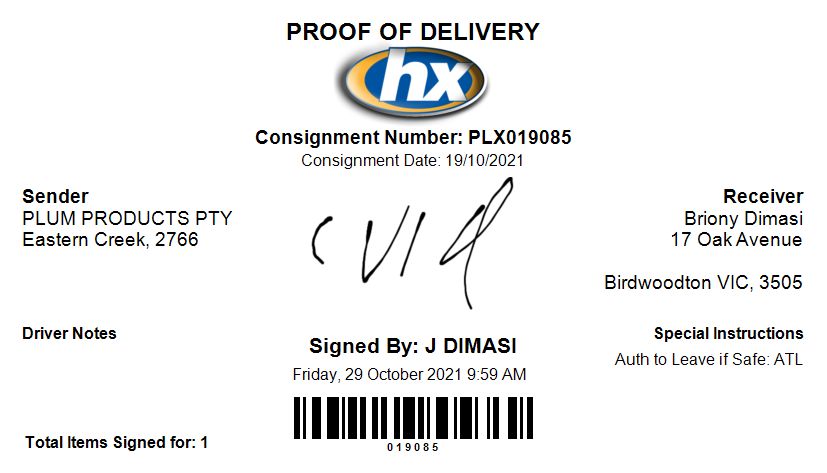 PROOF OF DELIVERY
hx
Consignment Number: PLX019085
Consignment Date: 19/10/2021
Sender
PLUM PRODUCTS PTY
Eastern Creek, 2766
Receiver
Briony Dimasi
17 Oak Avenue
Birdwoodton VIC, 3505
Driver Notes
Special Instructions
Auth to Leave if Safe: ATL
Signed By: J DIMASI
Friday, 29 October 2021 9:59 AM
019085
Total Items Signed for: 1